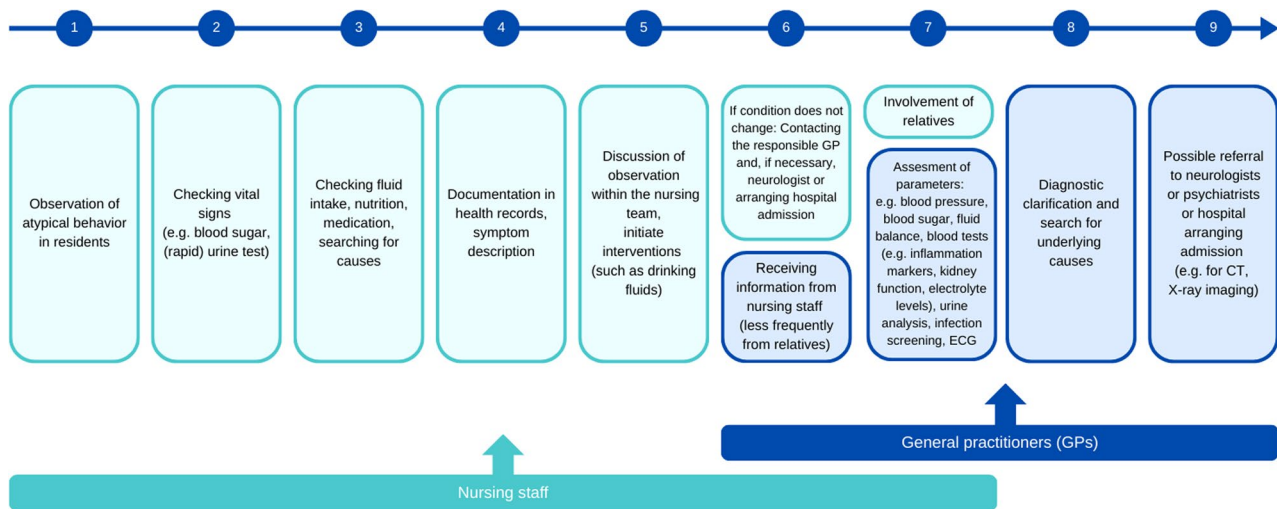 1
2
3
4
5
6
7
8
9
Observation of
atypical behavior
in residents
Checking vital
signs
(e.g. blood sugar,
(rapid) urine test)
Checking fluid
intake, nutrition,
medication,
searching for
causes
Documentation in
health records,
symptom
description
Discussion of
observation
within the nursing
team,
initiate
interventions
(such as drinking
fluids)
If condition does not
change: Contacting
the responsible GP
and, if necessary,
neurologist or
arranging hospital
admission
Receiving
information from
nursing staff
(less frequently
from relatives)
Involvement of
relatives
Assesment of
parameters:
e.g. blood pressure,
blood sugar, fluid
balance, blood tests
(e.g. inflammation
markers, kidney
function, electrolyte
levels), urine
analysis, infection
screening, ECG
Diagnostic
clarification and
search for
underlying
causes
Possible referral
to neurologists
or psychiatrists
or hospital
arranging
admission
(e.g. for CT,
X-ray imaging)
General practitioners (GPs)
Nursing staff